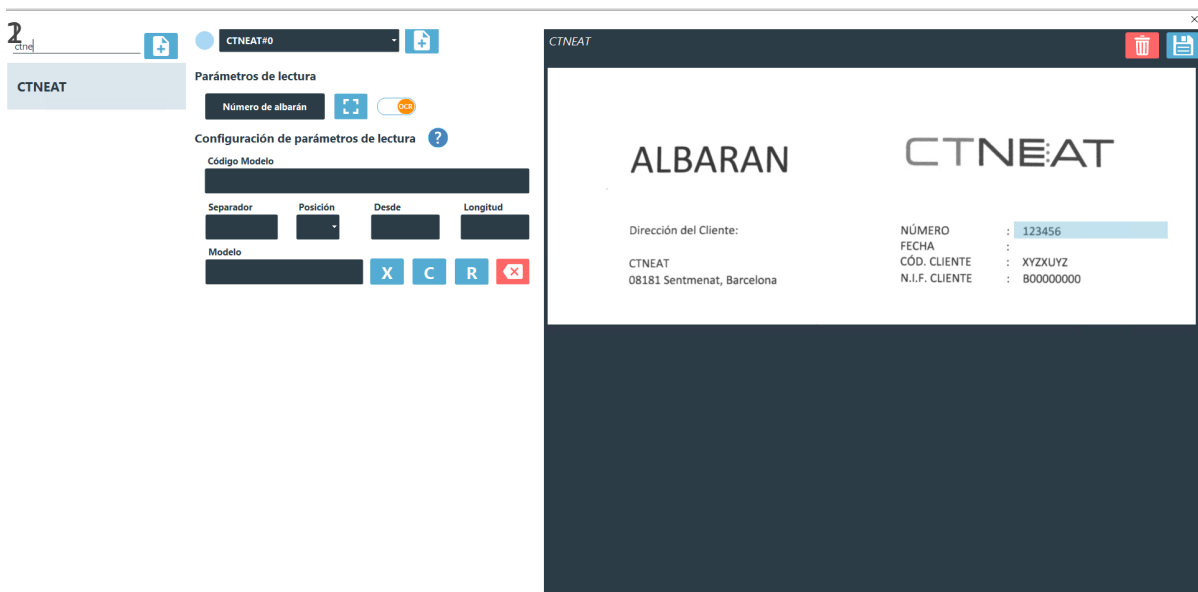 ctne
CTNEAT
CTNEAT#0
Parámetros de lectura
Número de albarán
OCR
Configuración de parámetros de lectura ?
Código Modelo
Separador Posición Desde Longitud
Modelo
X C R
CTNEAT
ALBARAN
CTNEAT
Dirección del Cliente:
CTNEAT
08181 Sentmenat, Barcelona
NÚMERO : 123456
FECHA :
CÓD. CLIENTE : XYZXUYZ
N.I.F. CLIENTE : B00000000